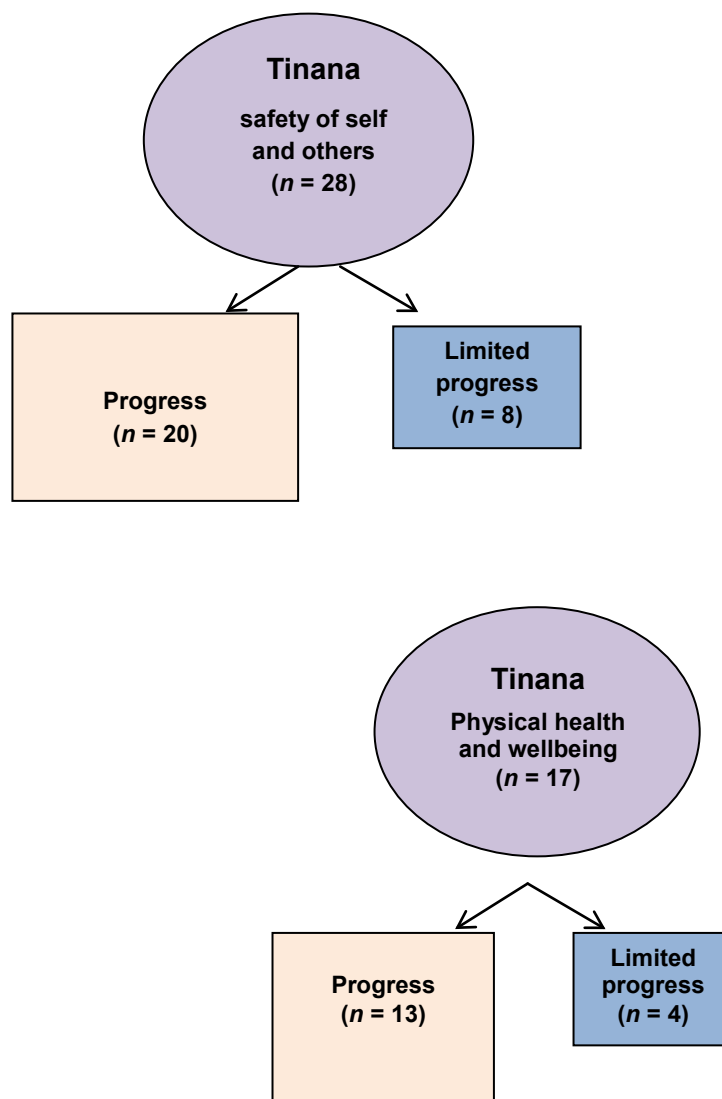 Tinana
safety of self
and others
(n = 28)
Progress
(n = 20)
Limited
progress
(n = 8)
Tinana
Physical health
and wellbeing
(n = 17)
Progress
(n = 13)
Limited
progress
(n = 4)